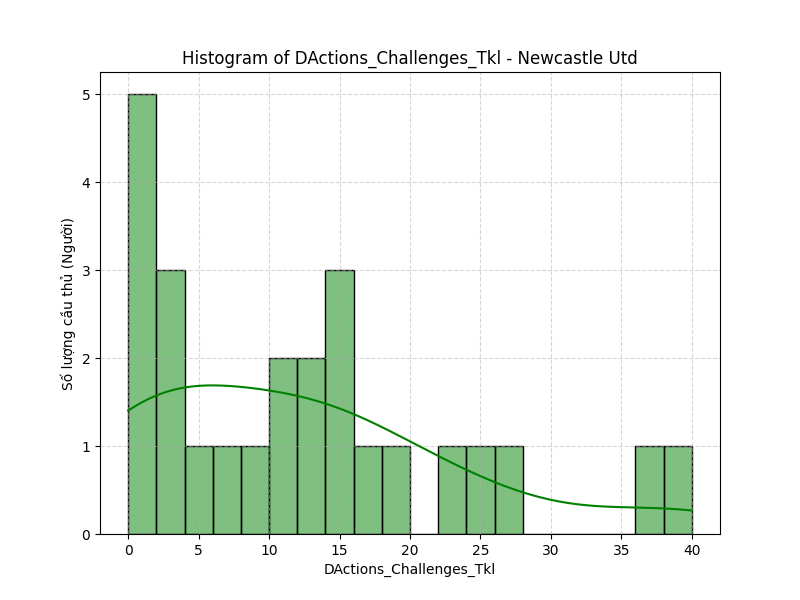 Histogram of DActions_Challenges_Tkl - Newcastle Utd
Số lượng cầu thủ (Người)
5
4
3
2
1
0
0 5 10 15 20 25 30 35 40
DActions_Challenges_Tkl